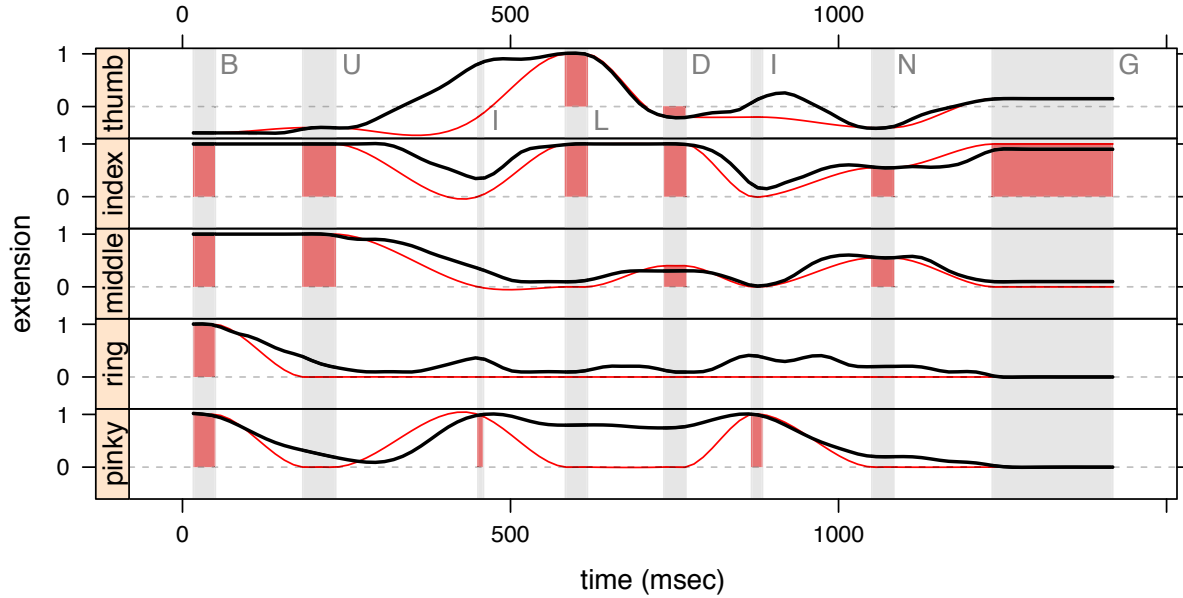 0 500 1000
thumb 1 0 B U I L D I N G
index 1 0
middle 1 0
ring 1 0
pinky 1 0
extension
0 500 1000
time (msec)